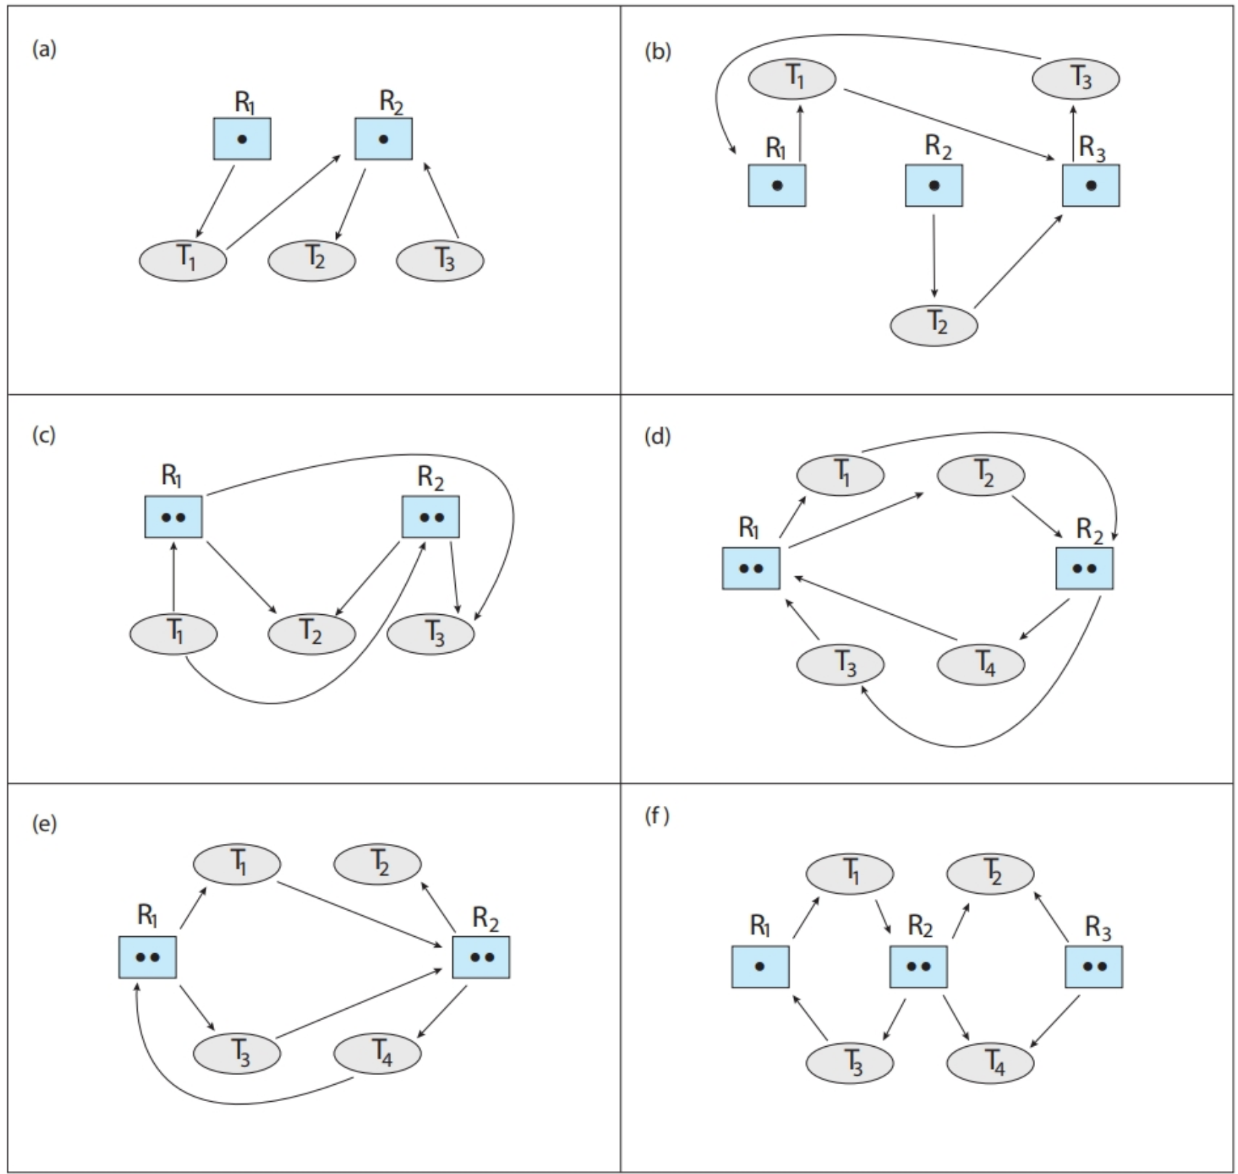 (a)
R₁ R₂
T₁ T₂ T₃
(b)
T₁ T₃
R₁ R₂ R₃
T₂
(c)
R₁ R₂
T₁ T₂ T₃
(d)
T₁ T₂
R₁ R₂
T₃ T₄
(e)
T₁ T₂
R₁ R₂
T₃ T₄
(f)
T₁ T₂
R₁ R₂ R₃
T₃ T₄